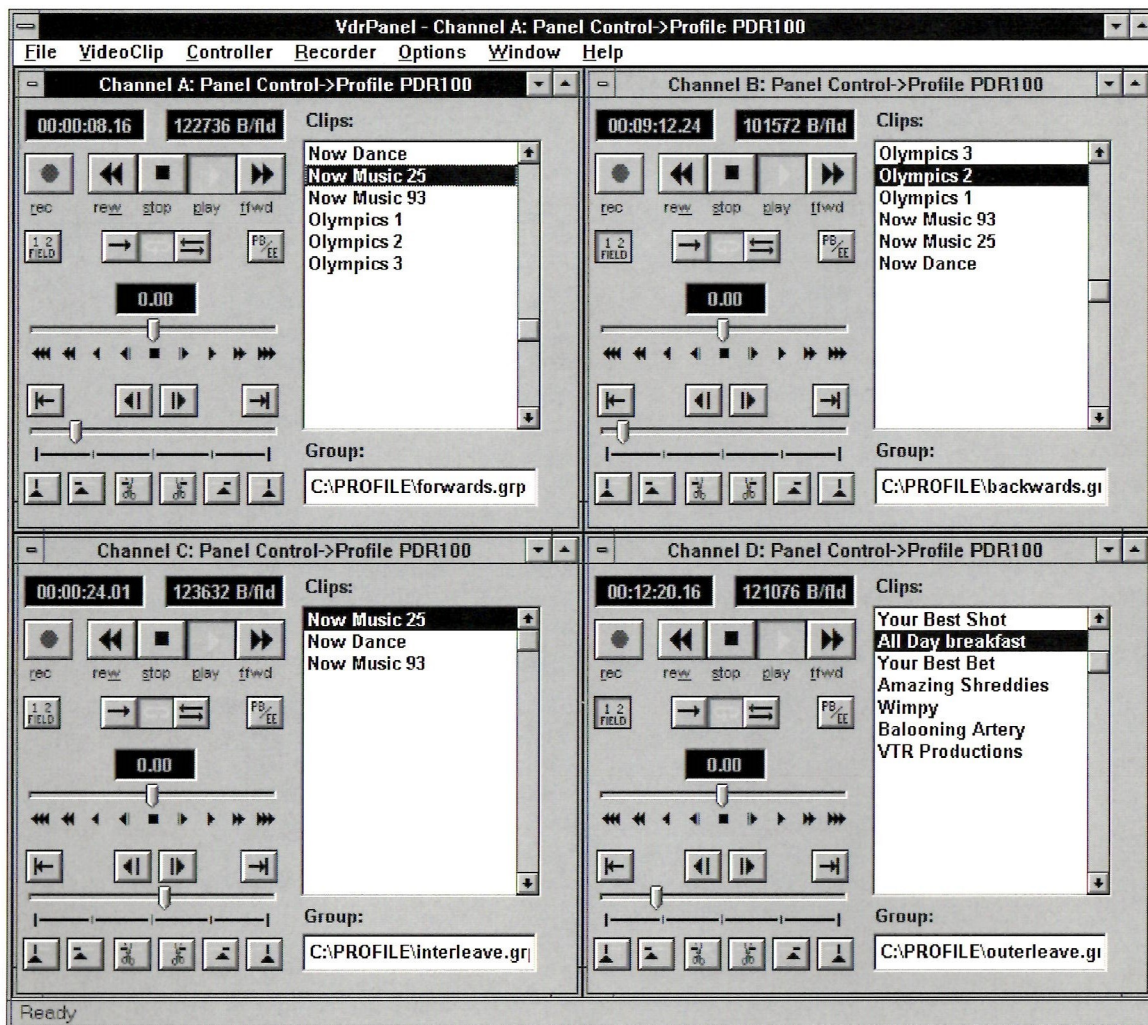 VdrPanel - Channel A: Panel Control->Profile PDR100
File VideoClip Controller Recorder Options Window Help
Channel A: Panel Control->Profile PDR100
00:00:08.16 122736 B/fld
Clips:
Now Dance
Now Music 25
Now Music 93
Olympics 1
Olympics 2
Olympics 3
rec rew stop play ffwd
1 2 FIELD
PB/EE
0.00
Group:
C:\PROFILE\forwards.grp
Channel B: Panel Control->Profile PDR100
00:09:12.24 101572 B/fld
Clips:
Olympics 3
Olympics 2
Olympics 1
Now Music 93
Now Music 25
Now Dance
rec rew stop play ffwd
1 2 FIELD
PB/EE
0.00
Group:
C:\PROFILE\backwards.gr
Channel C: Panel Control->Profile PDR100
00:00:24.01 123632 B/fld
Clips:
Now Music 25
Now Dance
Now Music 93
rec rew stop play ffwd
1 2 FIELD
PB/EE
0.00
Group:
C:\PROFILE\interleave.gr
Channel D: Panel Control->Profile PDR100
00:12:20.16 121076 B/fld
Clips:
Your Best Shot
All Day breakfast
Your Best Bet
Amazing Shreddies
Wimpy
Balooning Artery
VTR Productions
rec rew stop play ffwd
1 2 FIELD
PB/EE
0.00
Group:
C:\PROFILE\outerleave.gr
Ready